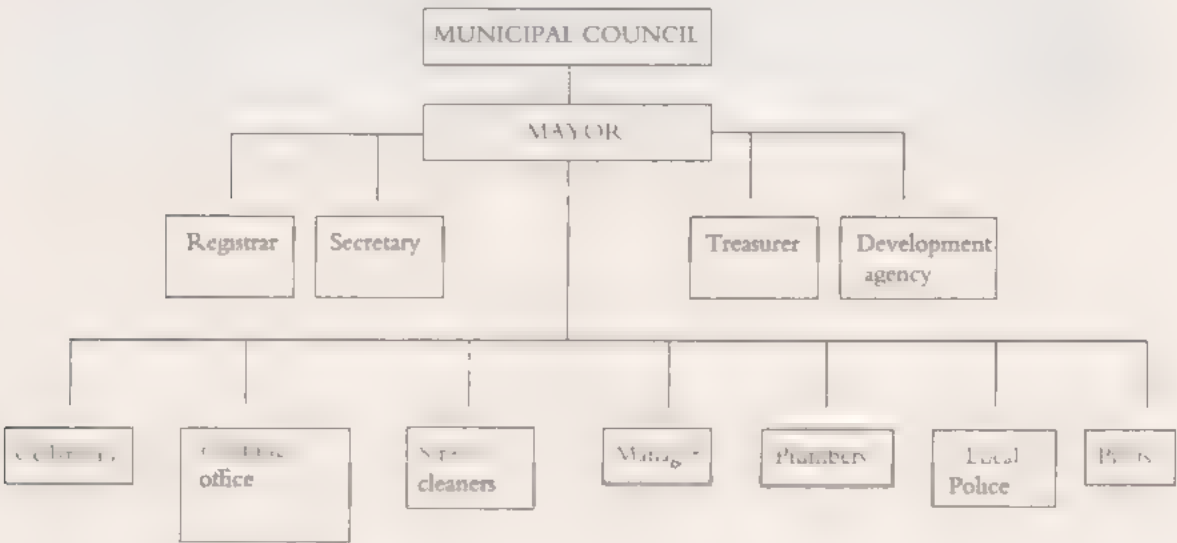 MUNICIPAL COUNCIL
MAYOR
Registrar
Secretary
Treasurer
Development
agency
office
cleaners
Plumbers
Local
Police